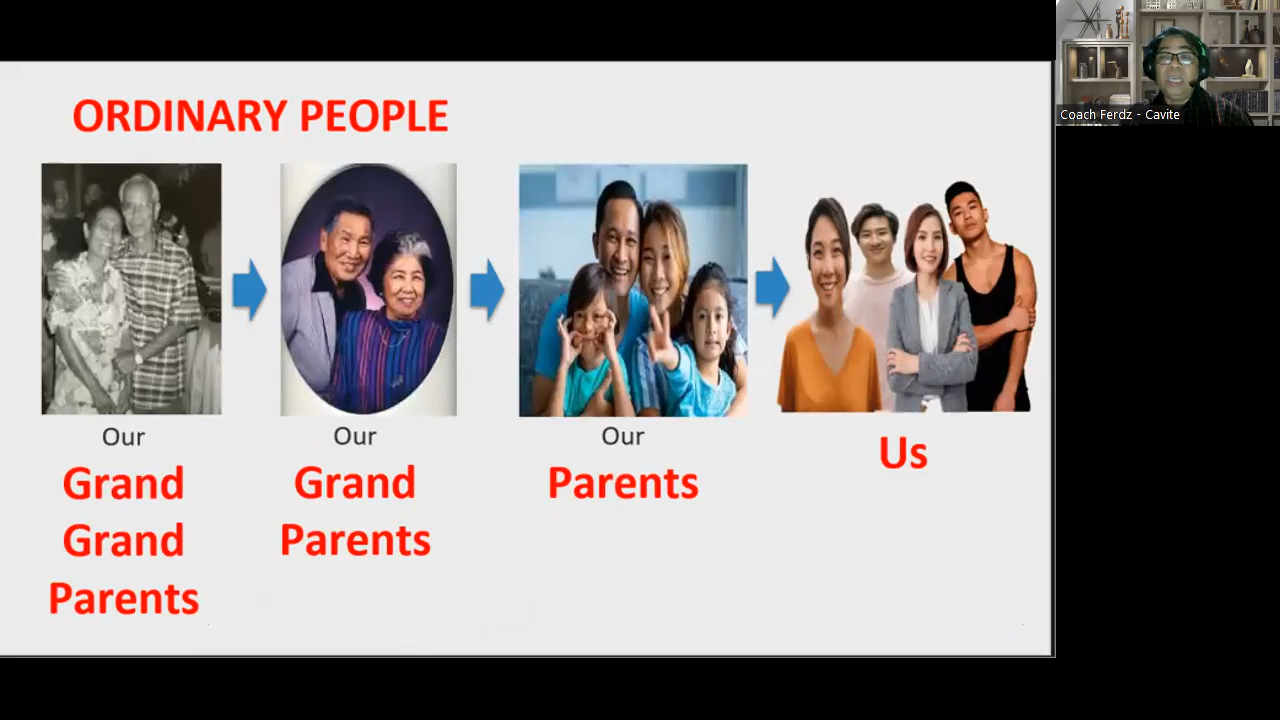 ORDINARY PEOPLE
Our
Grand
Grand
Parents
Our
Grand
Parents
Our
Parents
Us
Coach Ferdz - Cavite